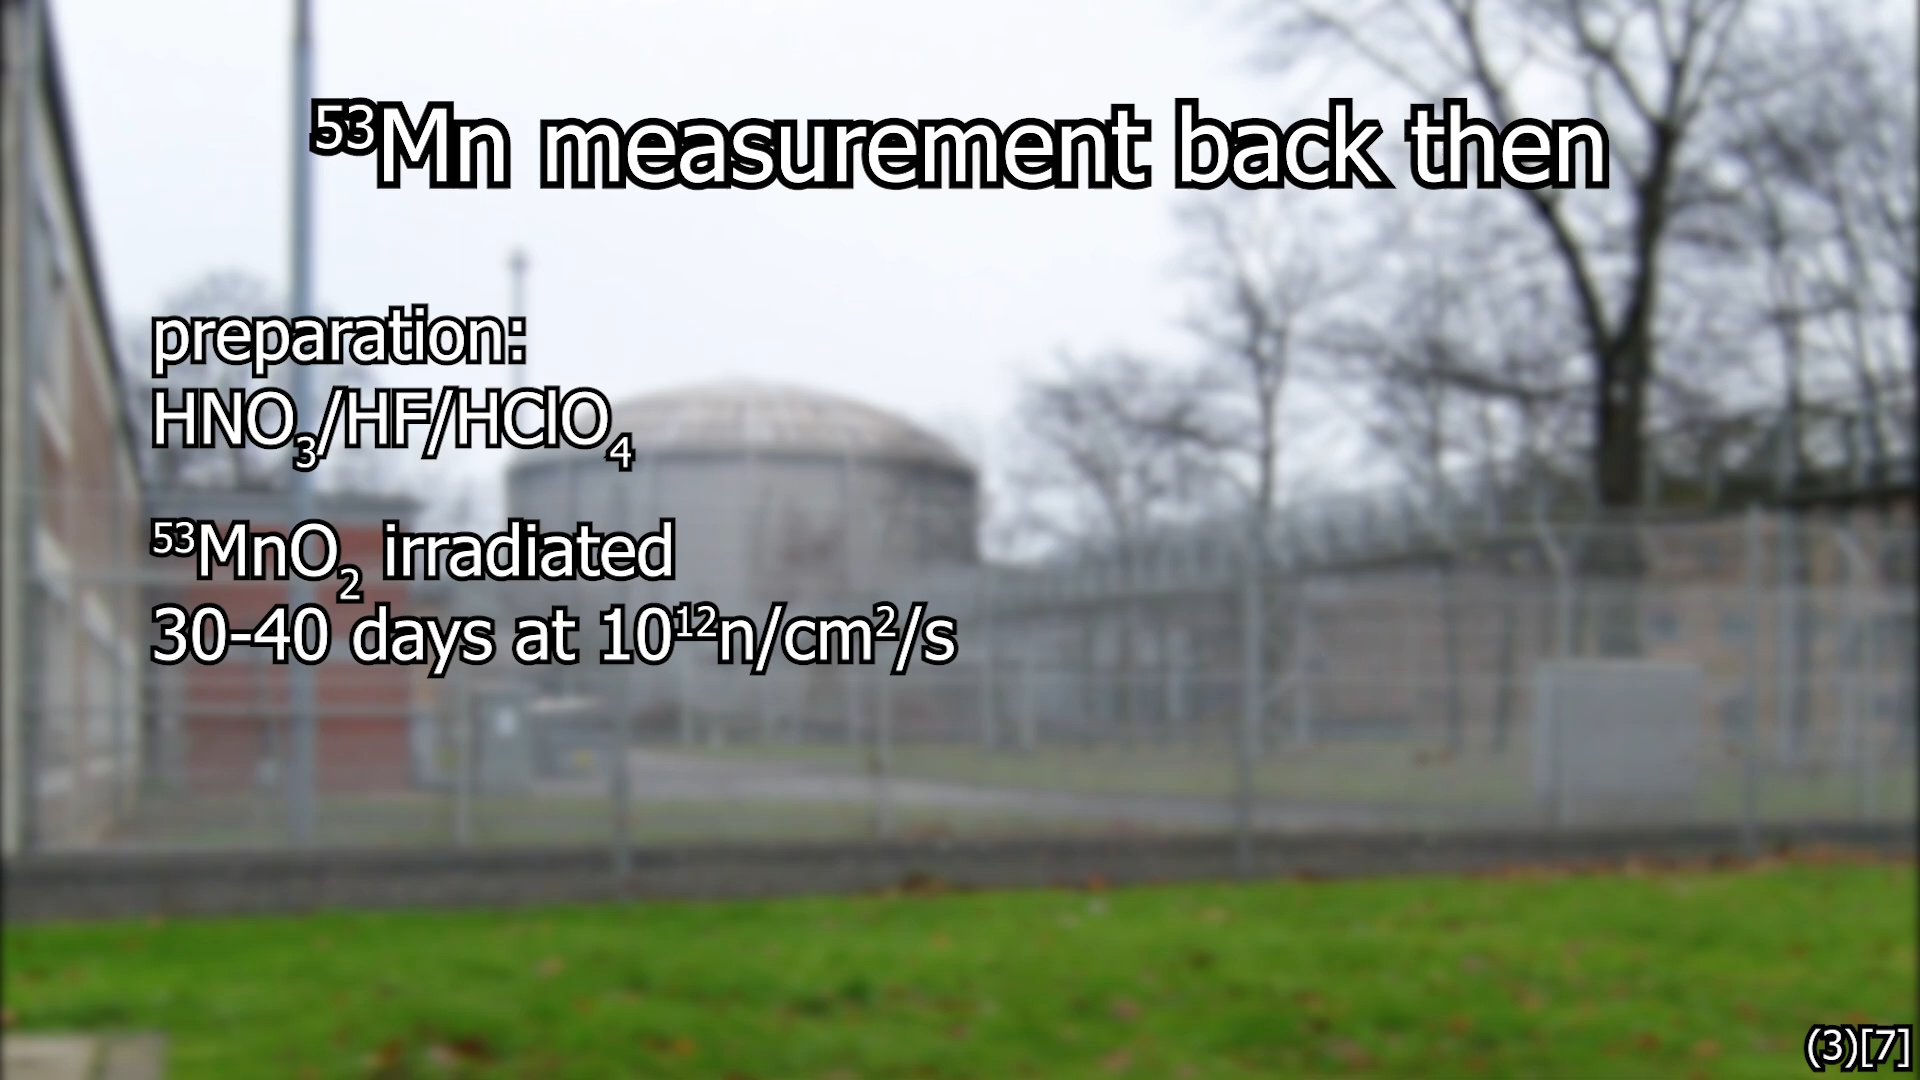 ⁵³Mn measurement back then
preparation:
HNO₃/HF/HClO₄
⁵³MnO₂ irradiated
30-40 days at 10¹²n/cm²/s
(3)[7]